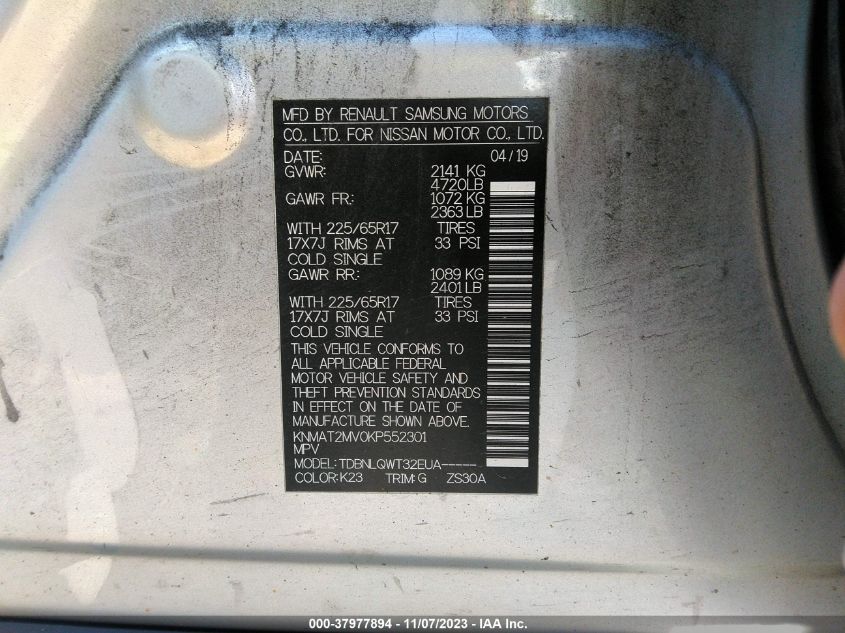 MFD BY RENAULT SAMSUNG MOTORS
CO., LTD. FOR NISSAN MOTOR CO., LTD.
DATE: 04/19
GVWR: 2141 KG
4720LB
GAWR FR: 1072 KG
2363LB
WITH 225/65R17 TIRES
17X7J RIMS AT 33 PSI
COLD SINGLE
GAWR RR: 1089 KG
2401LB
WITH 225/65R17 TIRES
17X7J RIMS AT 33 PSI
COLD SINGLE
THIS VEHICLE CONFORMS TO
ALL APPLICABLE FEDERAL
MOTOR VEHICLE SAFETY AND
THEFT PREVENTION STANDARDS
IN EFFECT ON THE DATE OF
MANUFACTURE SHOWN ABOVE.
KNMAT2MV0KP552301
MPV
MODEL: TDBNLQWT32EUA-----
COLOR:K23 TRIM:G ZS30A
000-37977894 - 11/07/2023 - IAA Inc.